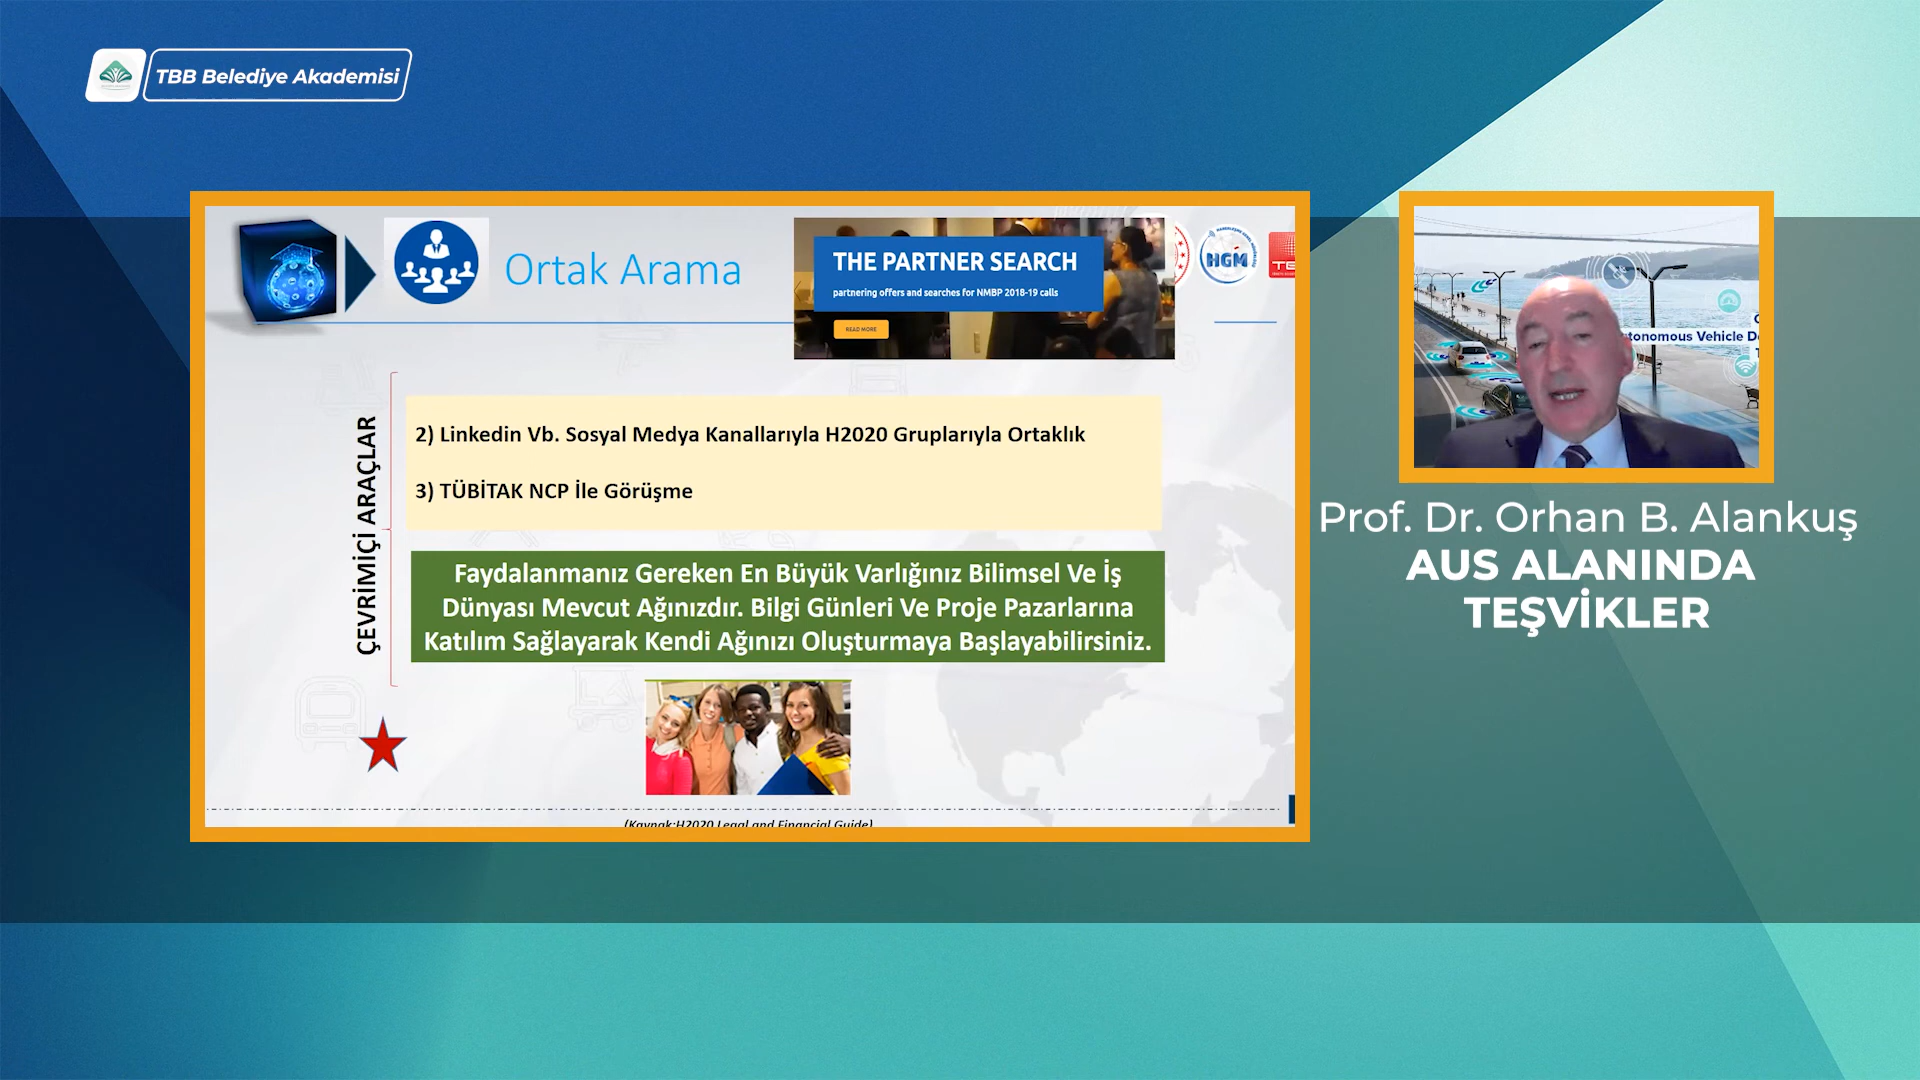 TBB Belediye Akademisi
Ortak Arama
THE PARTNER SEARCH
partnering offers and searches for NMBP 2018-19 calls
READ MORE
HGM
ÇEVRİMİÇİ ARAÇLAR
2) Linkedin Vb. Sosyal Medya Kanallarıyla H2020 Gruplarıyla Ortaklık
3) TÜBİTAK NCP İle Görüşme
Faydalanmanız Gereken En Büyük Varlığınız Bilimsel Ve İş
Dünyası Mevcut Ağınızdır. Bilgi Günleri Ve Proje Pazarlarına
Katılım Sağlayarak Kendi Ağınızı Oluşturmaya Başlayabilirsiniz.
(Kaynak:H2020 Legal and Financial Guide)
tonomous Vehicle D
Prof. Dr. Orhan B. Alankuş
AUS ALANINDA
TEŞVİKLER